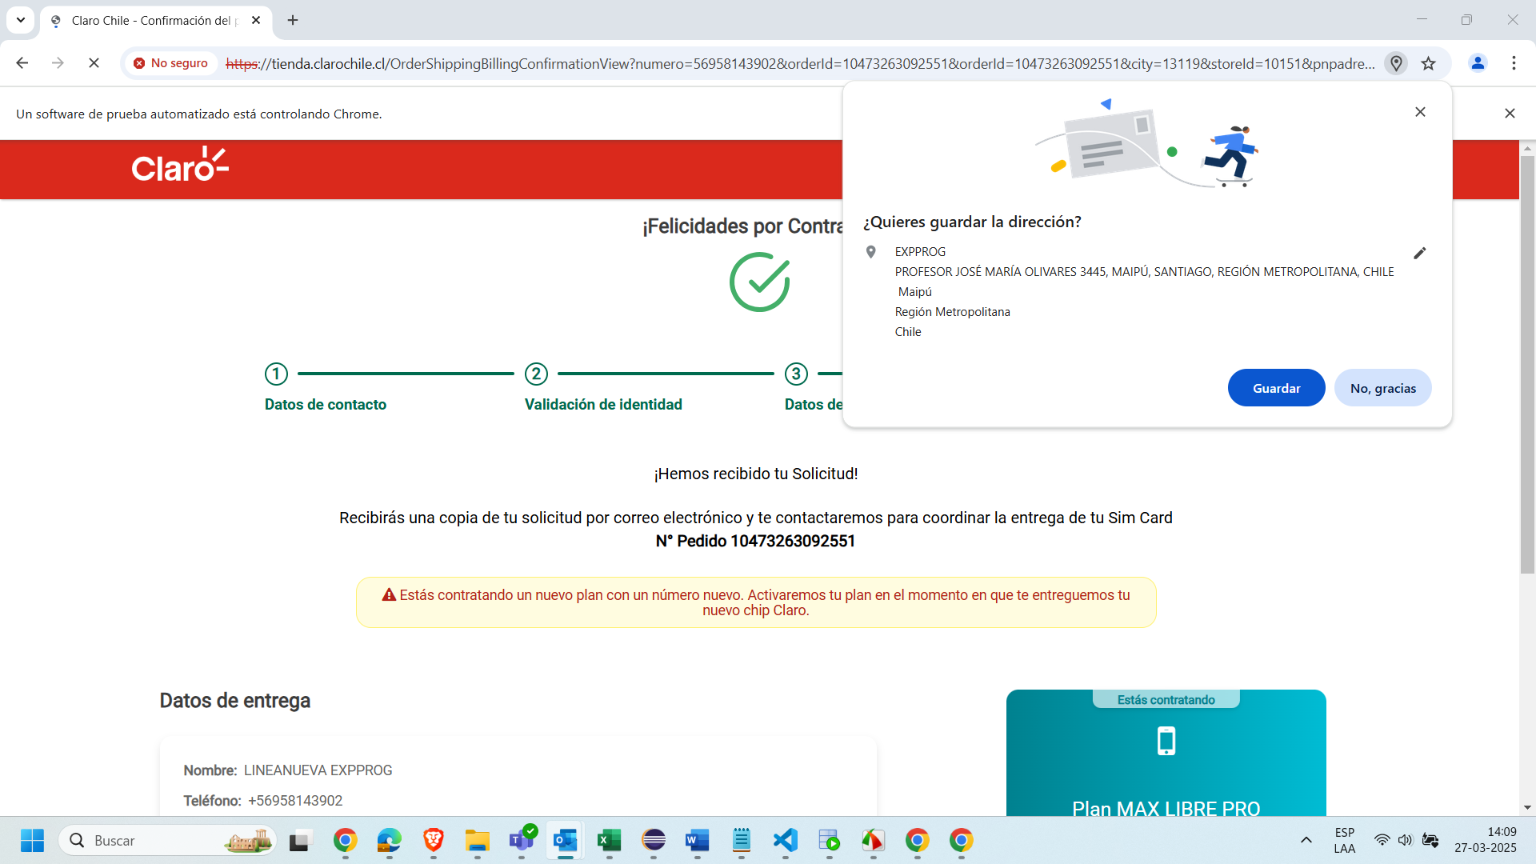 Claro Chile - Confirmación del p
No seguro
https://tienda.clarochile.cl/OrderShippingBillingConfirmationView?numero=56958143902&orderId=10473263092551&orderId=10473263092551&city=13119&storeId=10151&pnpadre...
Un software de prueba automatizado está controlando Chrome.
Claro
¡Felicidades por Contra
¿Quieres guardar la dirección?
EXPPROG
PROFESOR JOSÉ MARÍA OLIVARES 3445, MAIPÚ, SANTIAGO, REGIÓN METROPOLITANA, CHILE
Maipú
Región Metropolitana
Chile
Guardar
No, gracias
1
2
3
Datos de contacto
Validación de identidad
Datos de
¡Hemos recibido tu Solicitud!
Recibirás una copia de tu solicitud por correo electrónico y te contactaremos para coordinar la entrega de tu Sim Card
N° Pedido 10473263092551
Estás contratando un nuevo plan con un número nuevo. Activaremos tu plan en el momento en que te entreguemos tu
nuevo chip Claro.
Datos de entrega
Nombre: LINEANUEVA EXPPROG
Teléfono: +56958143902
Estás contratando
Plan MAX LIBRE PRO
Buscar
ESP
LAA
14:09
27-03-2025